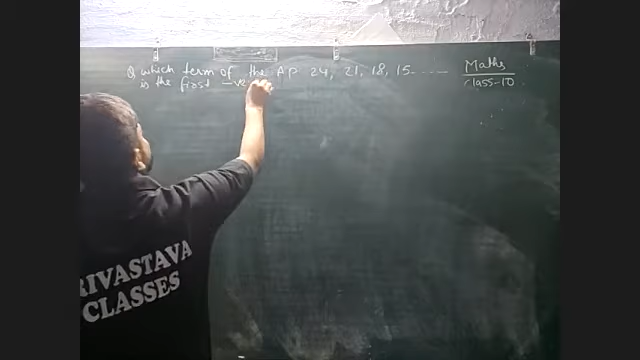 Q which term of the AP 24, 21, 18, 15......
is the first -ve
Maths
class-10
RIVASTAVA
CLASSES